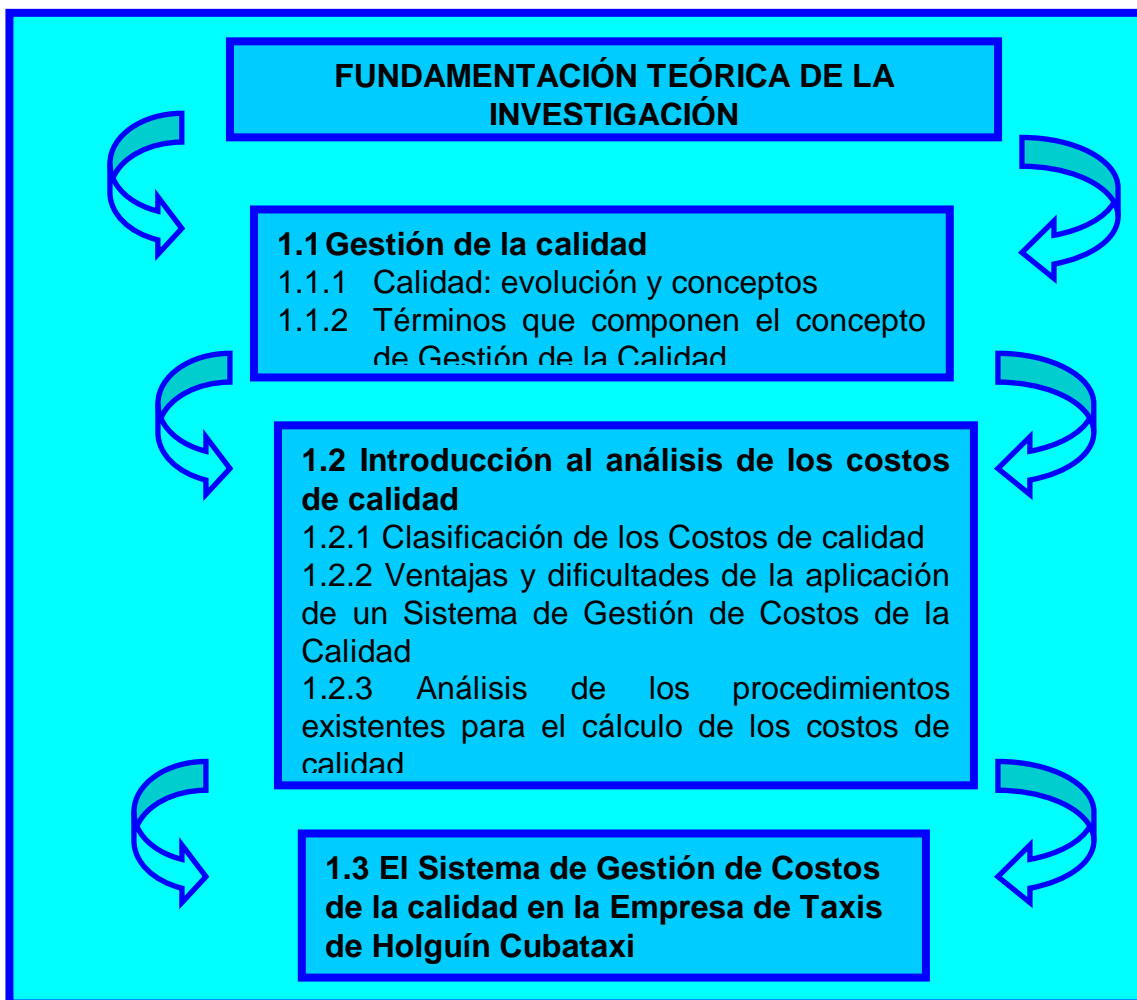 FUNDAMENTACIÓN TEÓRICA DE LA
INVESTIGACIÓN
1.1 Gestión de la calidad
1.1.1 Calidad: evolución y conceptos
1.1.2 Términos que componen el concepto
de Gestión de la Calidad
1.2 Introducción al análisis de los costos
de calidad
1.2.1 Clasificación de los Costos de calidad
1.2.2 Ventajas y dificultades de la aplicación
de un Sistema de Gestión de Costos de la
Calidad
1.2.3 Análisis de los procedimientos
existentes para el cálculo de los costos de
calidad
1.3 El Sistema de Gestión de Costos
de la calidad en la Empresa de Taxis
de Holguín Cubataxi